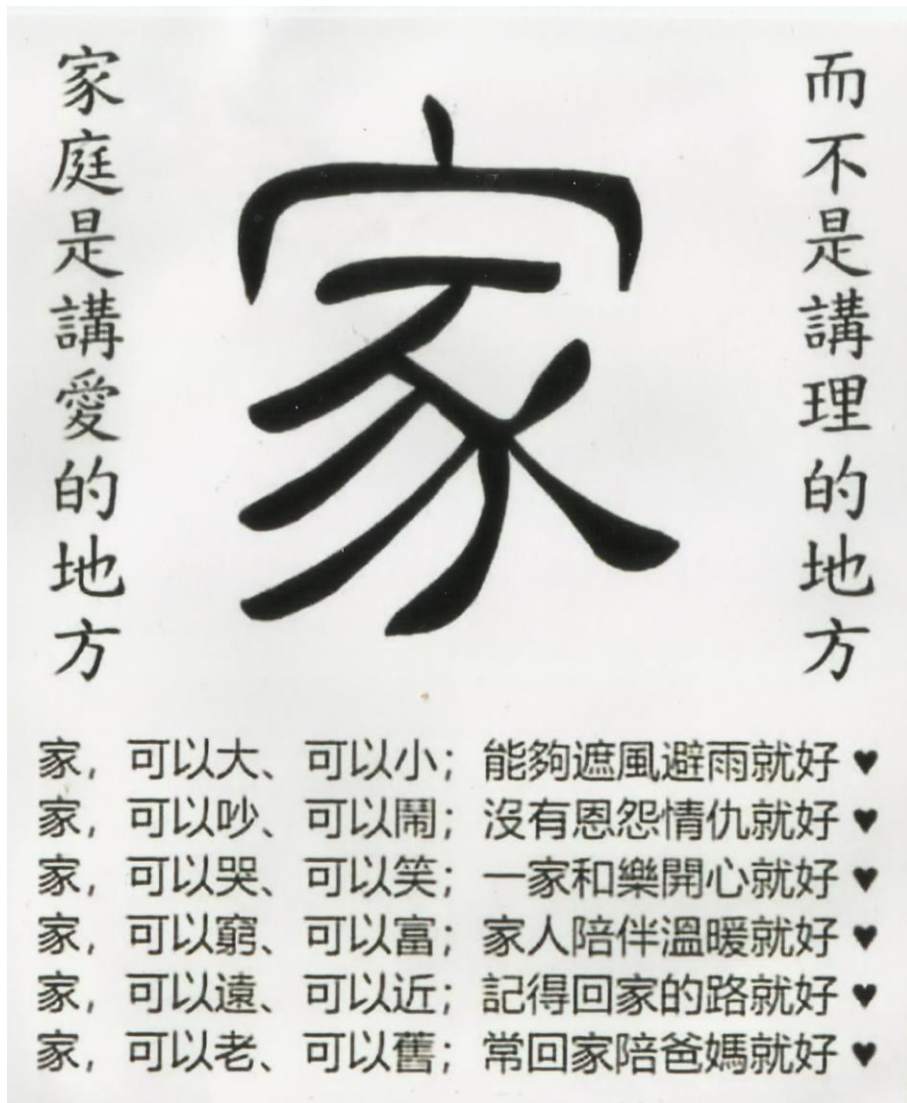 家庭是講愛的地方
家
而不是講理的地方
家，可以大、可以小；能夠遮風避雨就好 ♥
家，可以吵、可以鬧；沒有恩怨情仇就好 ♥
家，可以哭、可以笑；一家和樂開心就好 ♥
家，可以窮、可以富；家人陪伴溫暖就好 ♥
家，可以遠、可以近；記得回家的路就好 ♥
家，可以老、可以舊；常回家陪爸媽就好 ♥